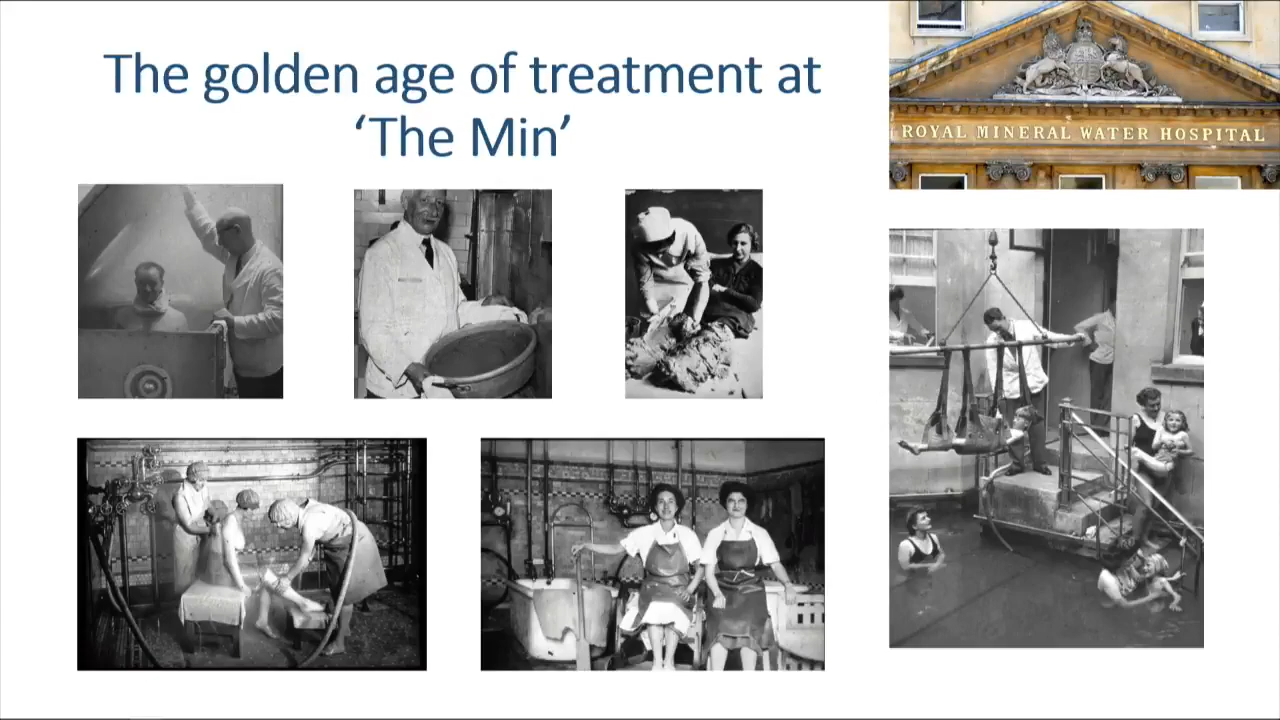 The golden age of treatment at
‘The Min’
ROYAL MINERAL WATER HOSPITAL